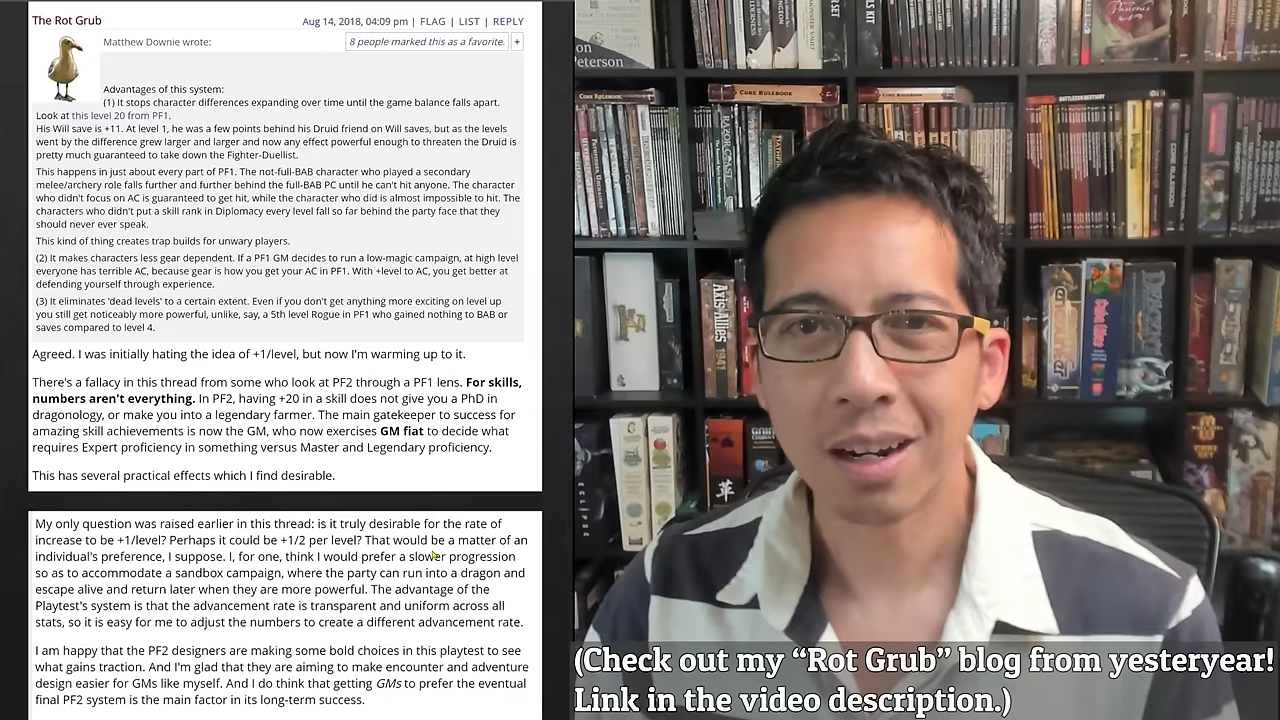 The Rot Grub
Aug 14, 2018, 04:09 pm | FLAG | LIST | REPLY
Matthew Downie wrote:
8 people marked this as a favorite. +
Advantages of this system:
(1) It stops character differences expanding over time until the game balance falls apart.
Look at this level 20 from PF1.
His Will save is +11. At level 1, he was a few points behind his Druid friend on Will saves, but as the levels
went by the difference grew larger and larger and now any effect powerful enough to threaten the Druid is
pretty much guaranteed to take down the Fighter-Duellist.
This happens in just about every part of PF1. The not-full-BAB character who played a secondary
melee/archery role falls further and further behind the full-BAB PC until he can't hit anyone. The character
who didn't focus on AC is guaranteed to get hit, while the character who did is almost impossible to hit. The
characters who didn't put a skill rank in Diplomacy every level fall so far behind the party face that they
should never ever speak.
This kind of thing creates trap builds for unwary players.
(2) It makes characters less gear dependent. If a PF1 GM decides to run a low-magic campaign, at high level
everyone has terrible AC, because gear is how you get your AC in PF1. With +level to AC, you get better at
defending yourself through experience.
(3) It eliminates 'dead levels' to a certain extent. Even if you don't get anything more exciting on level up
you still get noticeably more powerful, unlike, say, a 5th level Rogue in PF1 who gained nothing to BAB or
saves compared to level 4.
Agreed. I was initially hating the idea of +1/level, but now I'm warming up to it.
There's a fallacy in this thread from some who look at PF2 through a PF1 lens. For skills,
numbers aren't everything. In PF2, having +20 in a skill does not give you a PhD in
dragonology, or make you into a legendary farmer. The main gatekeeper to success for
amazing skill achievements is now the GM, who now exercises GM fiat to decide what
requires Expert proficiency in something versus Master and Legendary proficiency.
This has several practical effects which I find desirable.
My only question was raised earlier in this thread: is it truly desirable for the rate of
increase to be +1/level? Perhaps it could be +1/2 per level? That would be a matter of an
individual's preference, I suppose. I, for one, think I would prefer a slower progression
so as to accommodate a sandbox campaign, where the party can run into a dragon and
escape alive and return later when they are more powerful. The advantage of the
Playtest's system is that the advancement rate is transparent and uniform across all
stats, so it is easy for me to adjust the numbers to create a different advancement rate.
I am happy that the PF2 designers are making some bold choices in this playtest to see
what gains traction. And I'm glad that they are aiming to make encounter and adventure
design easier for GMs like myself. And I do think that getting GMs to prefer the eventual
final PF2 system is the main factor in its long-term success.
Peterson
CORE RULEBOOK
Axis & Allies 1941
革
(Check out my “Rot Grub” blog from yesteryear!
Link in the video description.)